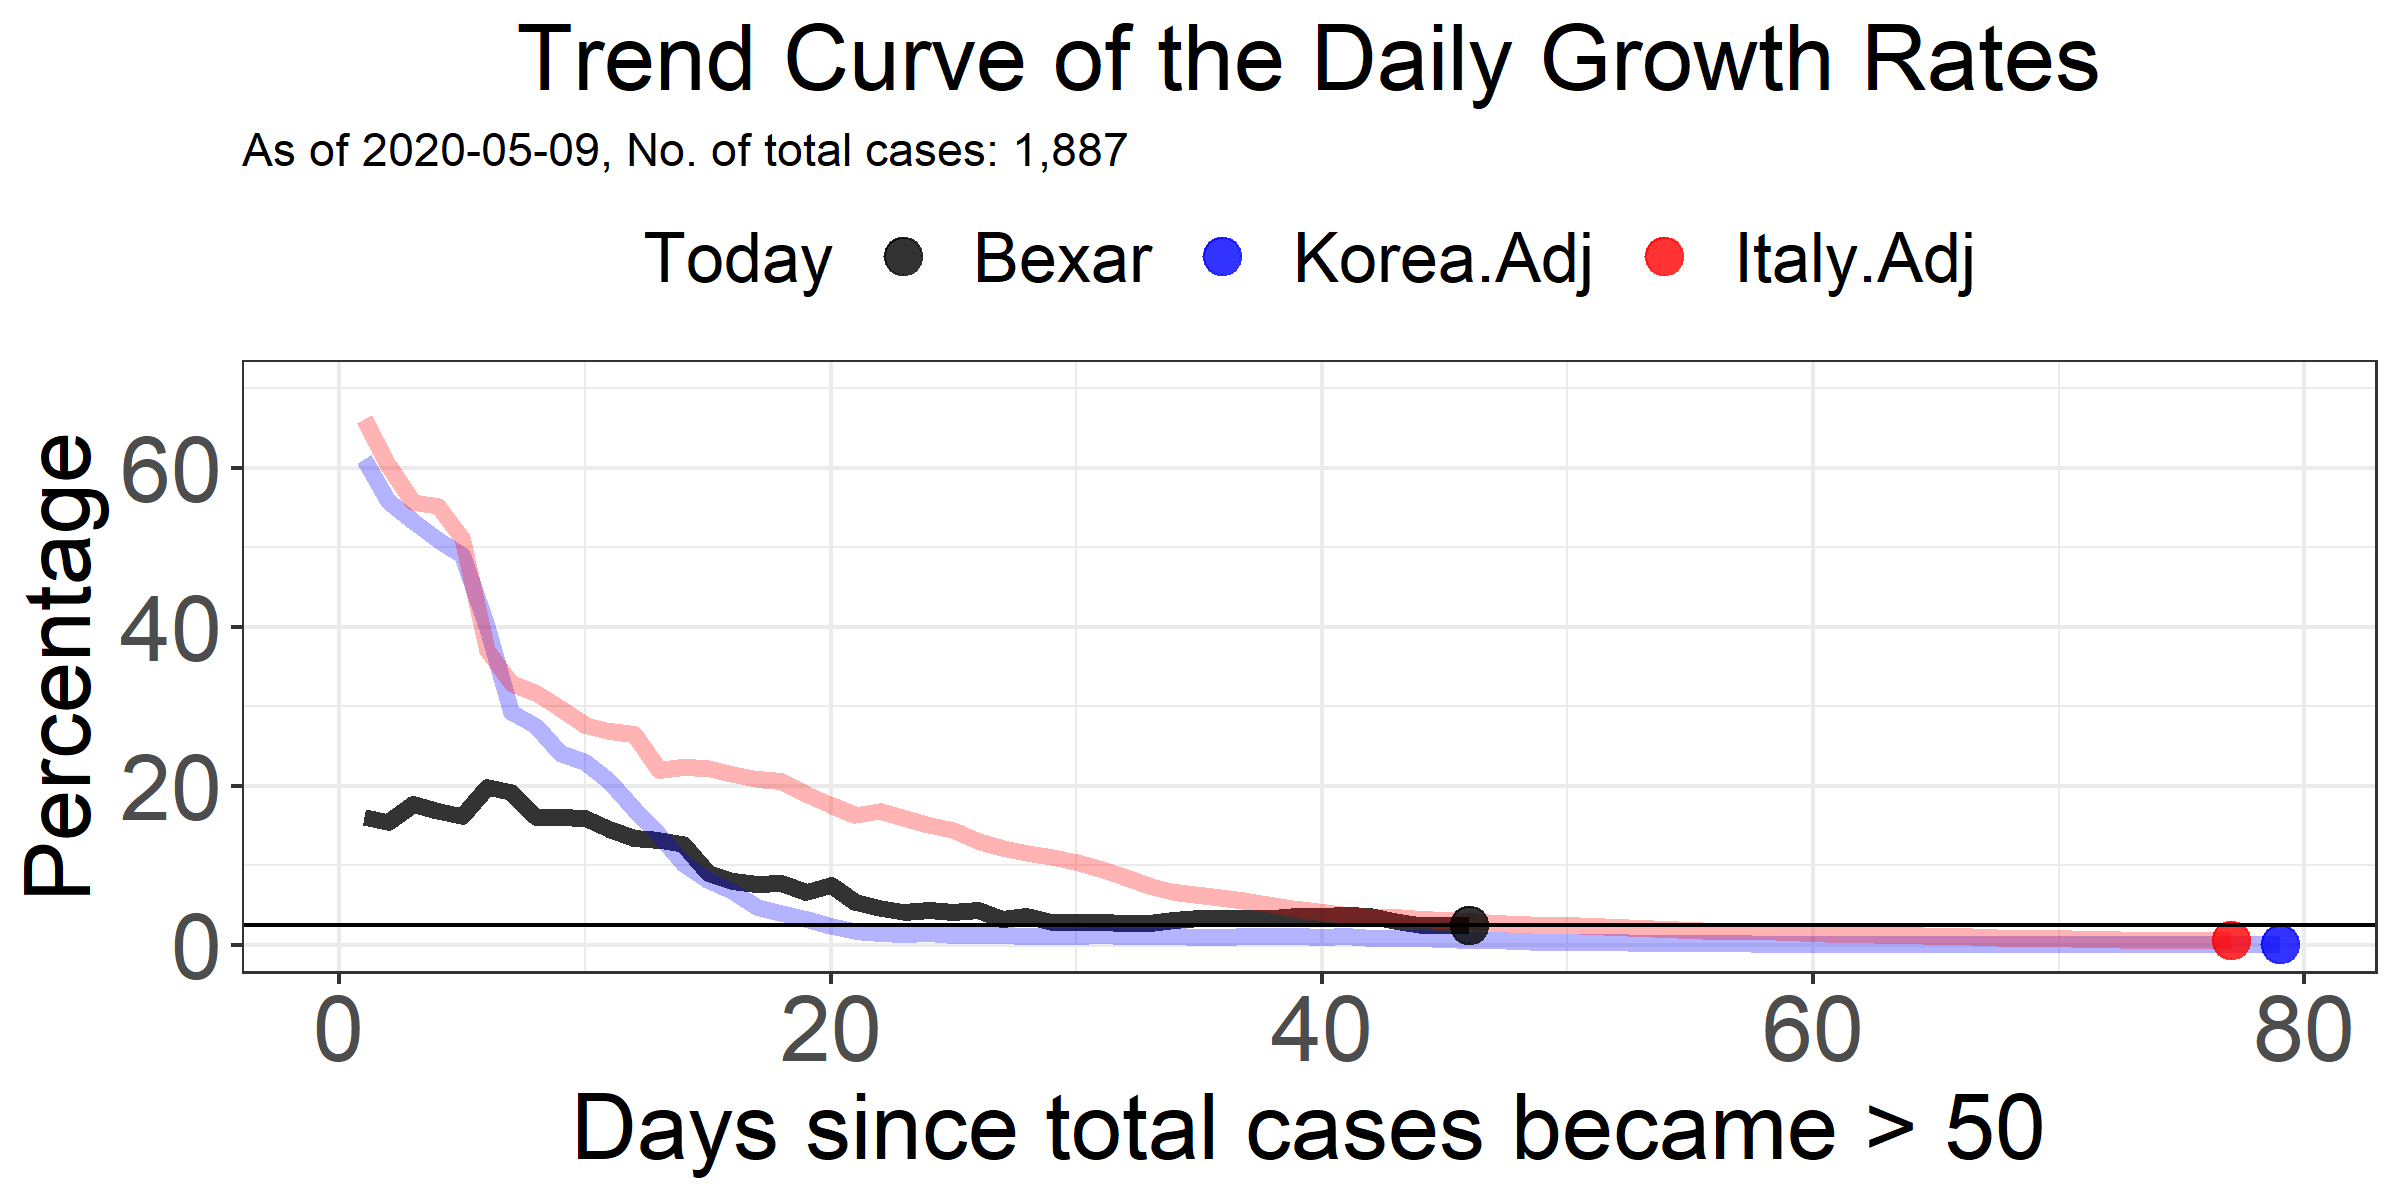 Trend Curve of the Daily Growth Rates
As of 2020-05-09, No. of total cases: 1,887
Today Bexar Korea.Adj Italy.Adj
Percentage
60
40
20
0
0 20 40 60 80
Days since total cases became > 50